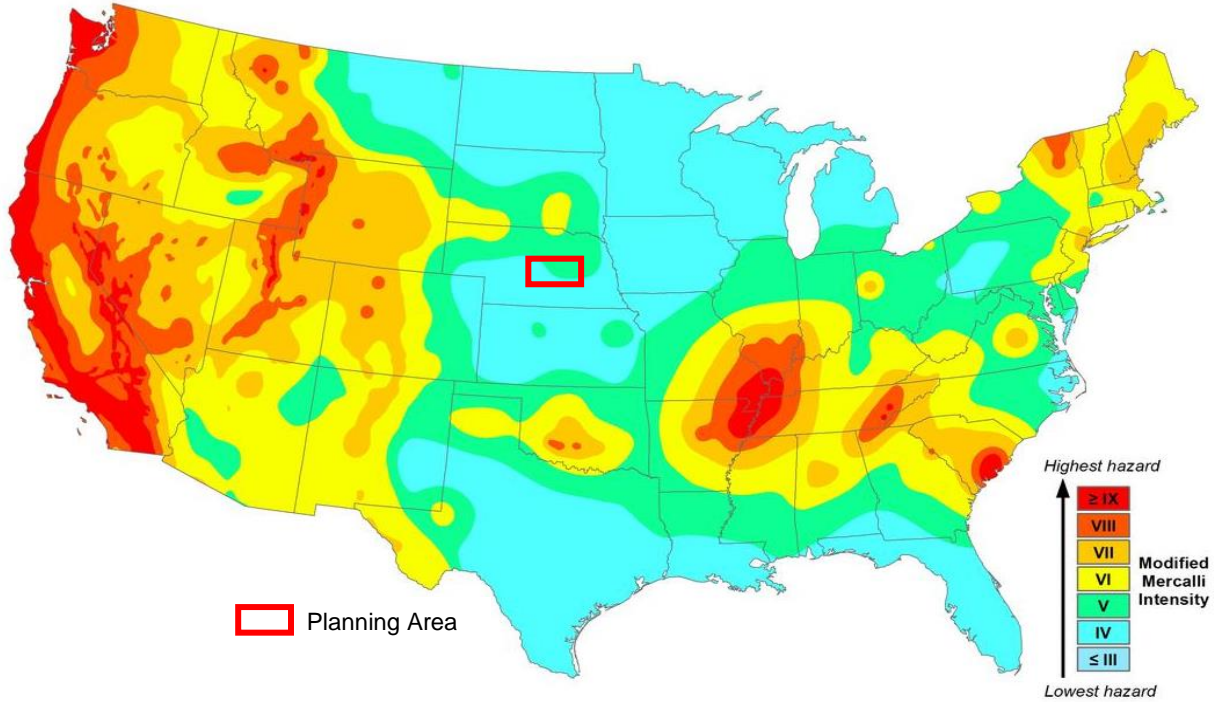 Highest hazard
≥ IX
VIII
VII
VI
V
IV
≤ III
Modified
Mercalli
Intensity
Lowest hazard
Planning Area